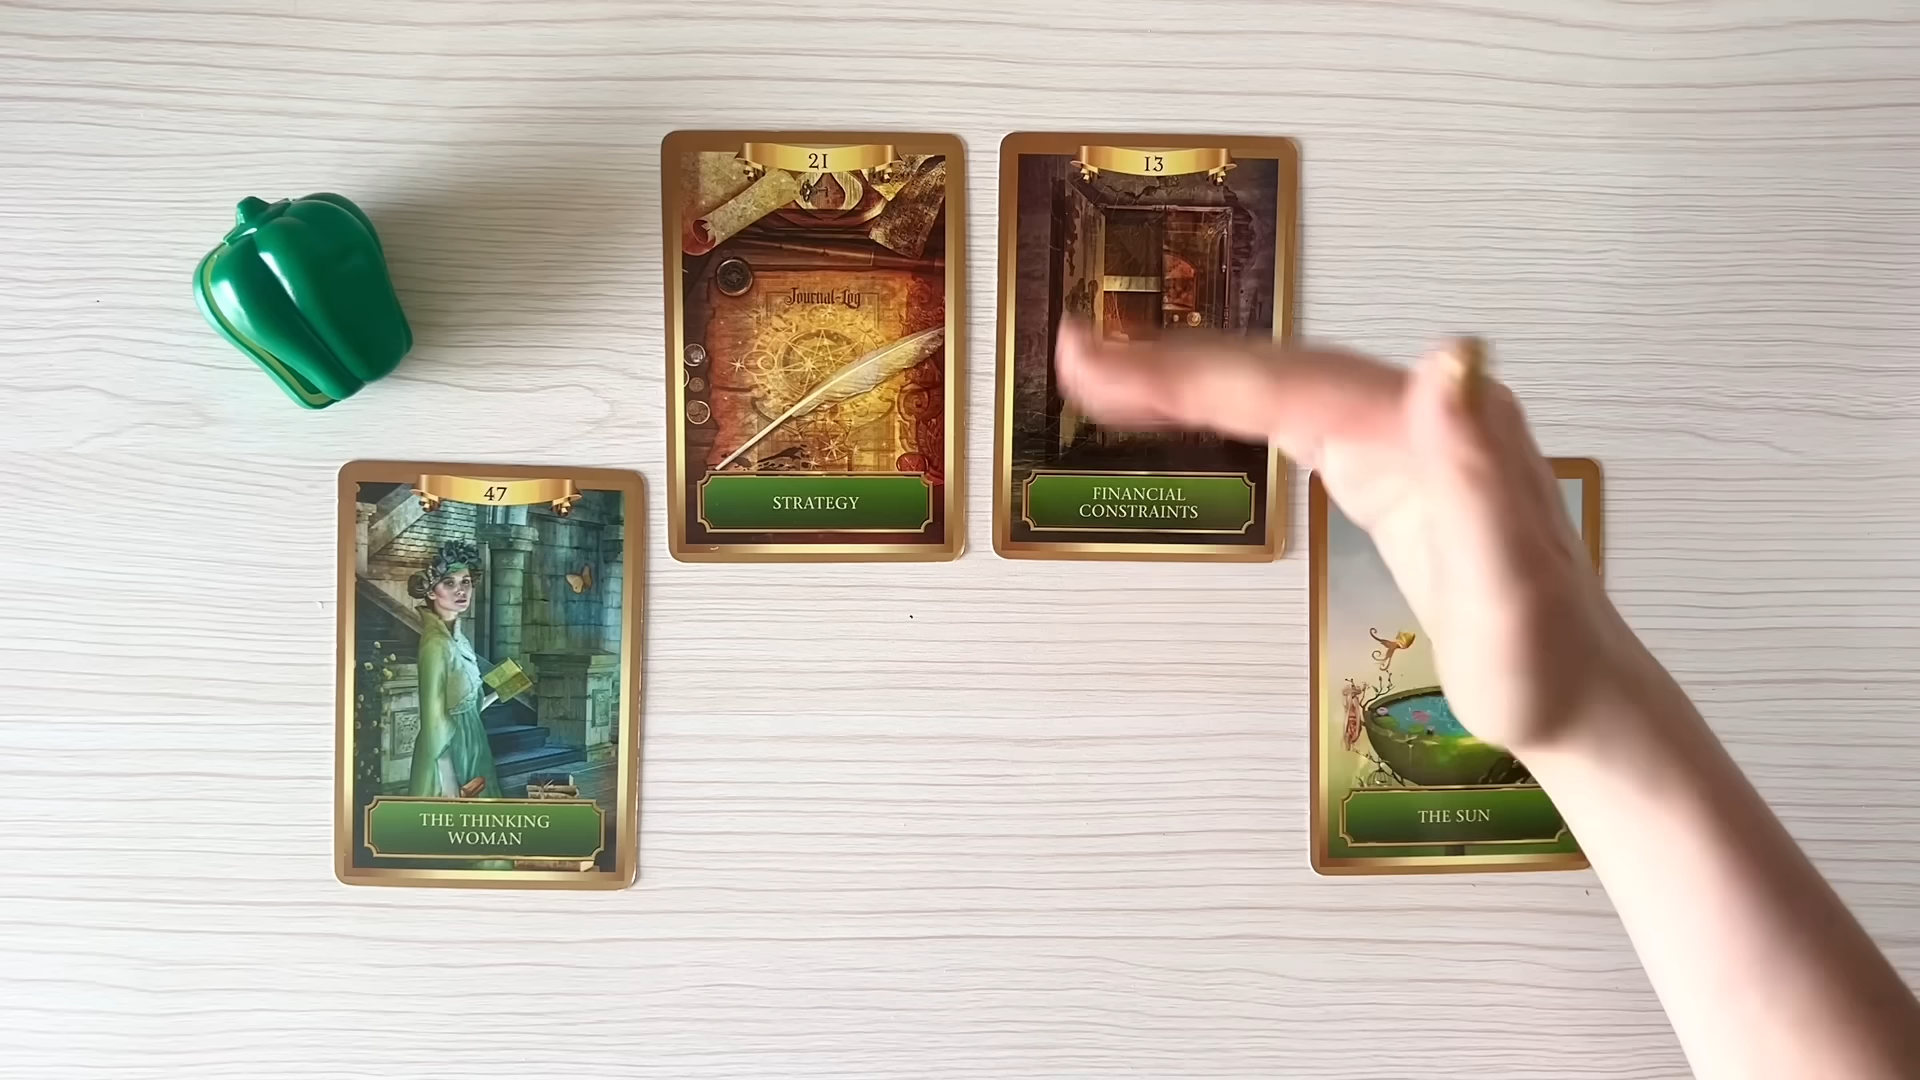 21
Journal-Log
STRATEGY
13
FINANCIAL
CONSTRAINTS
47
THE THINKING
WOMAN
THE SUN